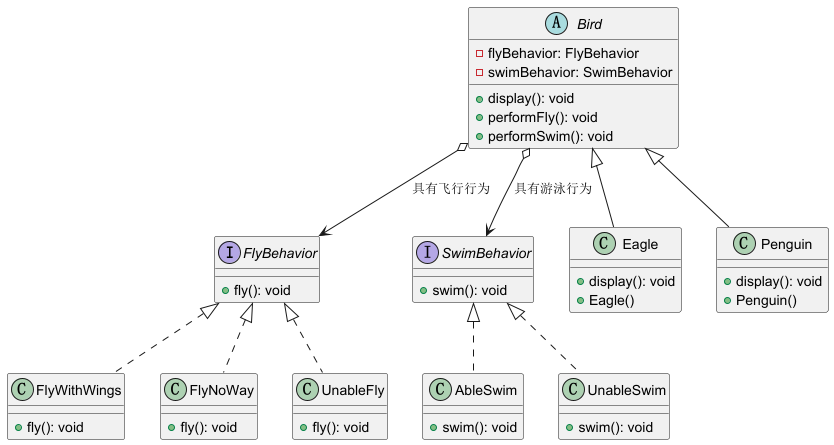 A Bird
flyBehavior: FlyBehavior
swimBehavior: SwimBehavior
display(): void
performFly(): void
performSwim(): void
具有飞行行为
具有游泳行为
I FlyBehavior
fly(): void
I SwimBehavior
swim(): void
C Eagle
display(): void
Eagle()
C Penguin
display(): void
Penguin()
C FlyWithWings
fly(): void
C FlyNoWay
fly(): void
C UnableFly
fly(): void
C AbleSwim
swim(): void
C UnableSwim
swim(): void